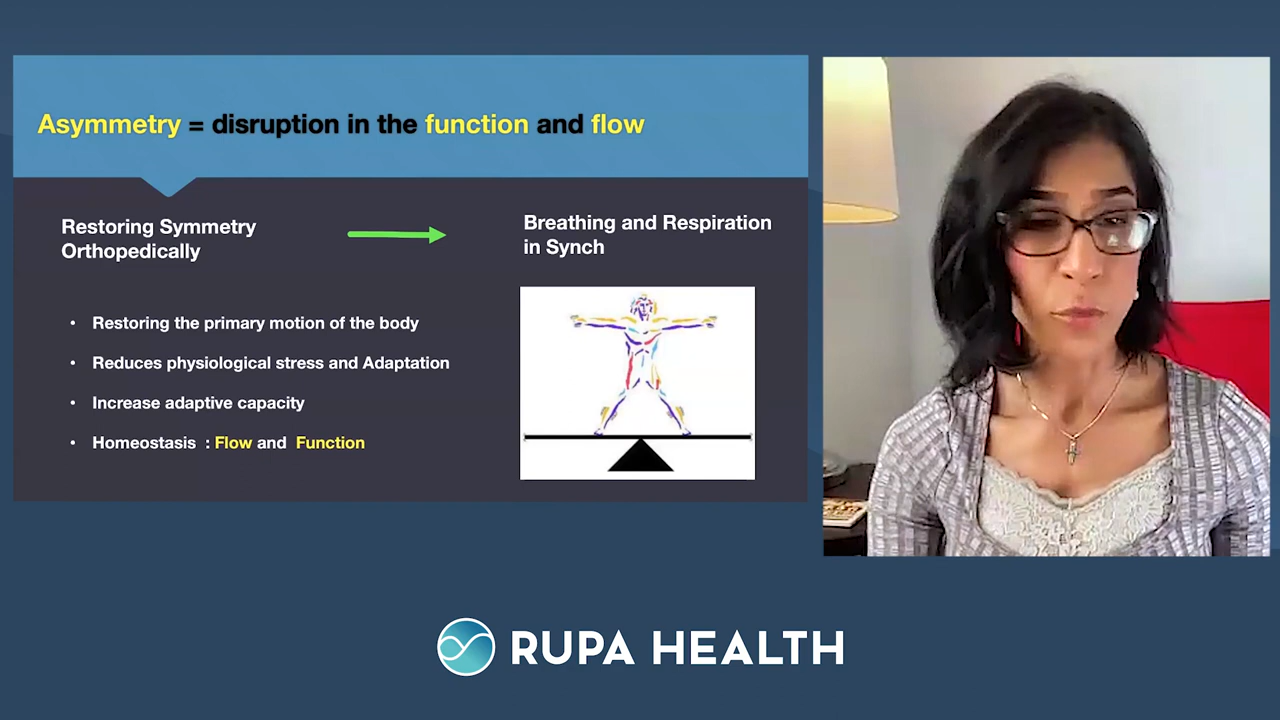 Asymmetry = disruption in the function and flow
Restoring Symmetry
Orthopedically
Breathing and Respiration
in Synch
• Restoring the primary motion of the body
• Reduces physiological stress and Adaptation
• Increase adaptive capacity
• Homeostasis : Flow and Function
RUPA HEALTH